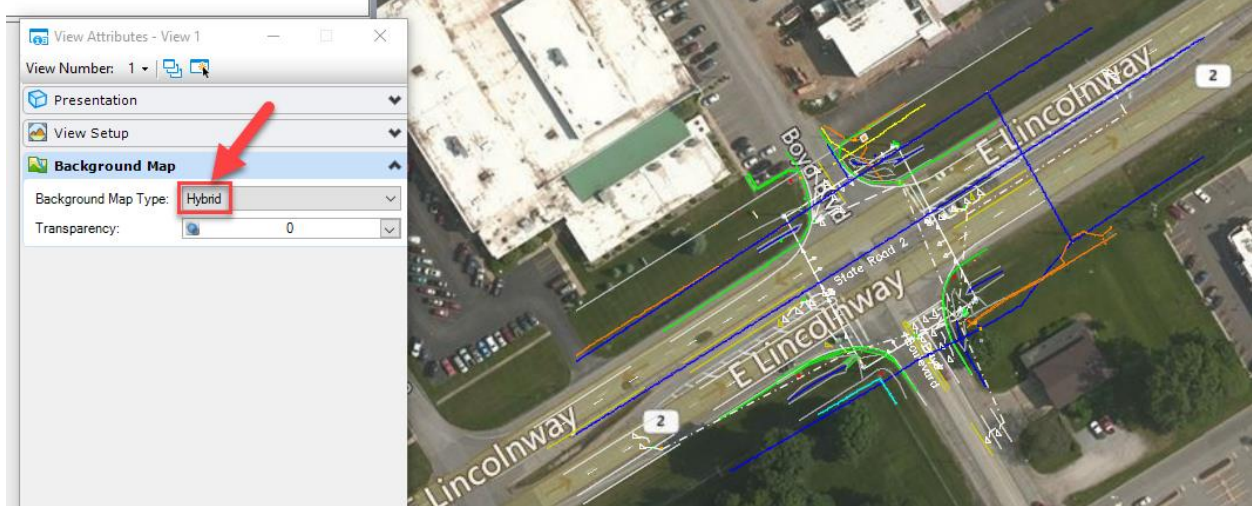 View Attributes - View 1
View Number: 1
Presentation
View Setup
Background Map
Background Map Type: Hybrid
Transparency: 0
2
E Lincolnway
Boyd Blvd
State Road 2
E Lincolnway
Boulevard
2
Lincolnway